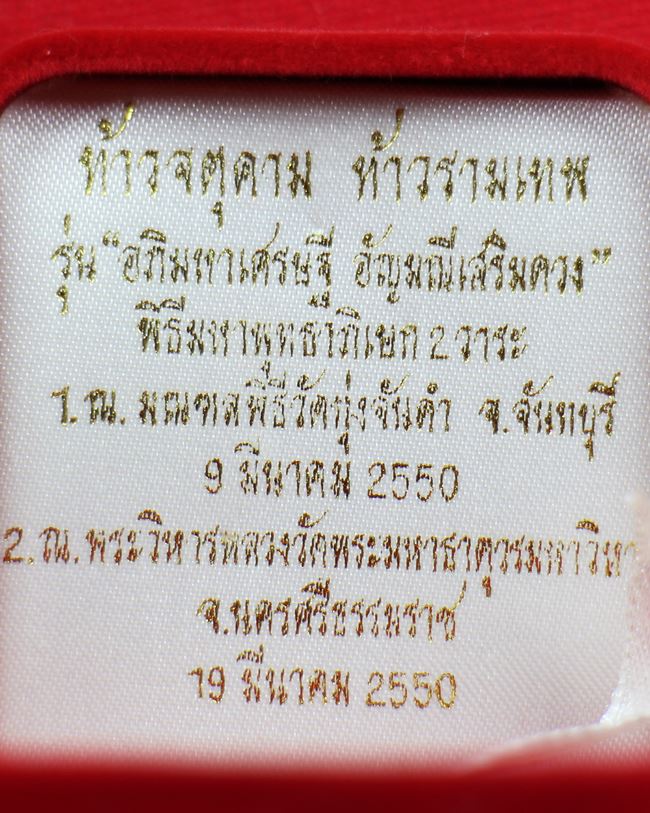 ท้าวจตุคาม ท้าวรามเทพ
รุ่น "อภิมหาเศรษฐี อัญมณีเสริมดวง"
พิธีมหาพุทธาภิเษก 2 วาระ
1.ณ. มณฑลพิธีวัดทุ่งจันดำ จ.จันทบุรี
9 มีนาคม 2550
2.ณ.พระวิหารหลวงวัดพระมหาธาตุวรมหาวิหา
จ.นครศรีธรรมราช
19 มีนาคม 2550